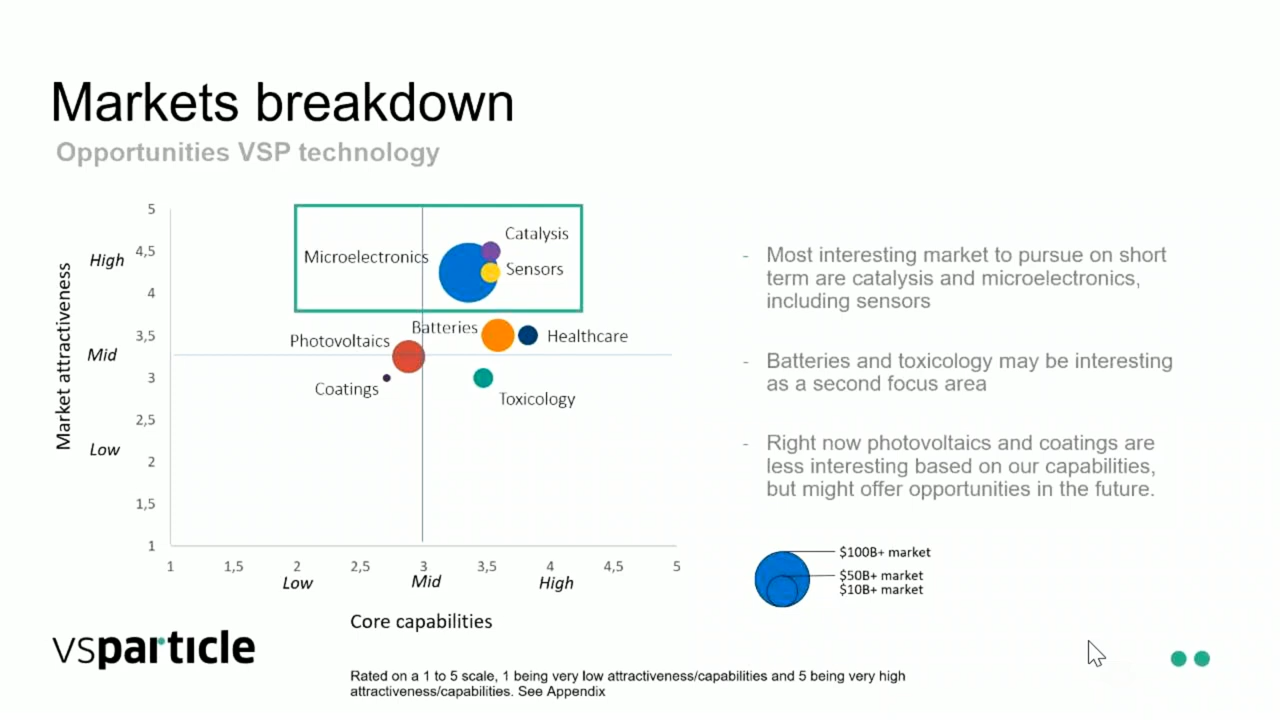 Markets breakdown
Opportunities VSP technology
Market attractiveness
High
Mid
Low
5
4,5
4
3,5
3
2,5
2
1,5
1
Catalysis
Microelectronics
Sensors
Batteries
Healthcare
Photovoltaics
Coatings
Toxicology
1 1,5 2 2,5 3 3,5 4 4,5 5
Low Mid High
Core capabilities
- Most interesting market to pursue on short
term are catalysis and microelectronics,
including sensors
- Batteries and toxicology may be interesting
as a second focus area
- Right now photovoltaics and coatings are
less interesting based on our capabilities,
but might offer opportunities in the future.
$100B+ market
$50B+ market
$10B+ market
vsparticle
Rated on a 1 to 5 scale, 1 being very low attractiveness/capabilities and 5 being very high
attractiveness/capabilities. See Appendix